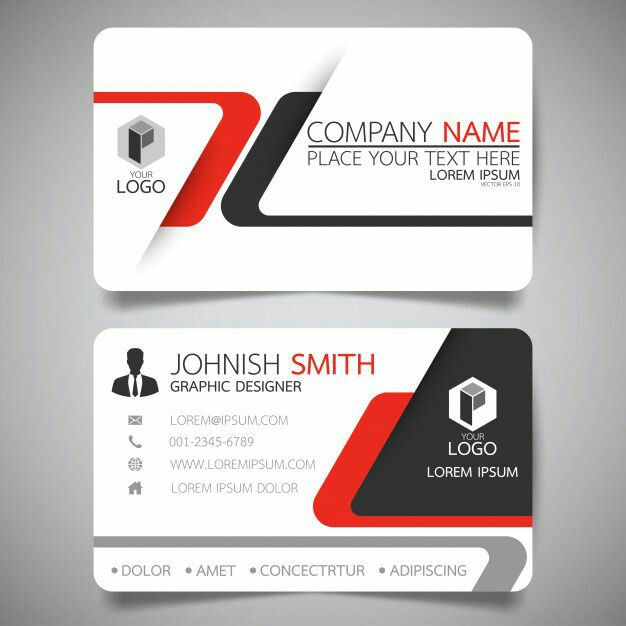 YOUR
LOGO
COMPANY NAME
PLACE YOUR TEXT HERE
LOREM IPSUM
VECTOR EPS 10
JOHNISH SMITH
GRAPHIC DESIGNER
LOREM@IPSUM.COM
001-2345-6789
WWW.LOREMIPSUM.COM
LOREM IPSUM DOLOR
YOUR
LOGO
LOREM IPSUM
• DOLOR • AMET • CONCECTRTUR • ADIPISCING